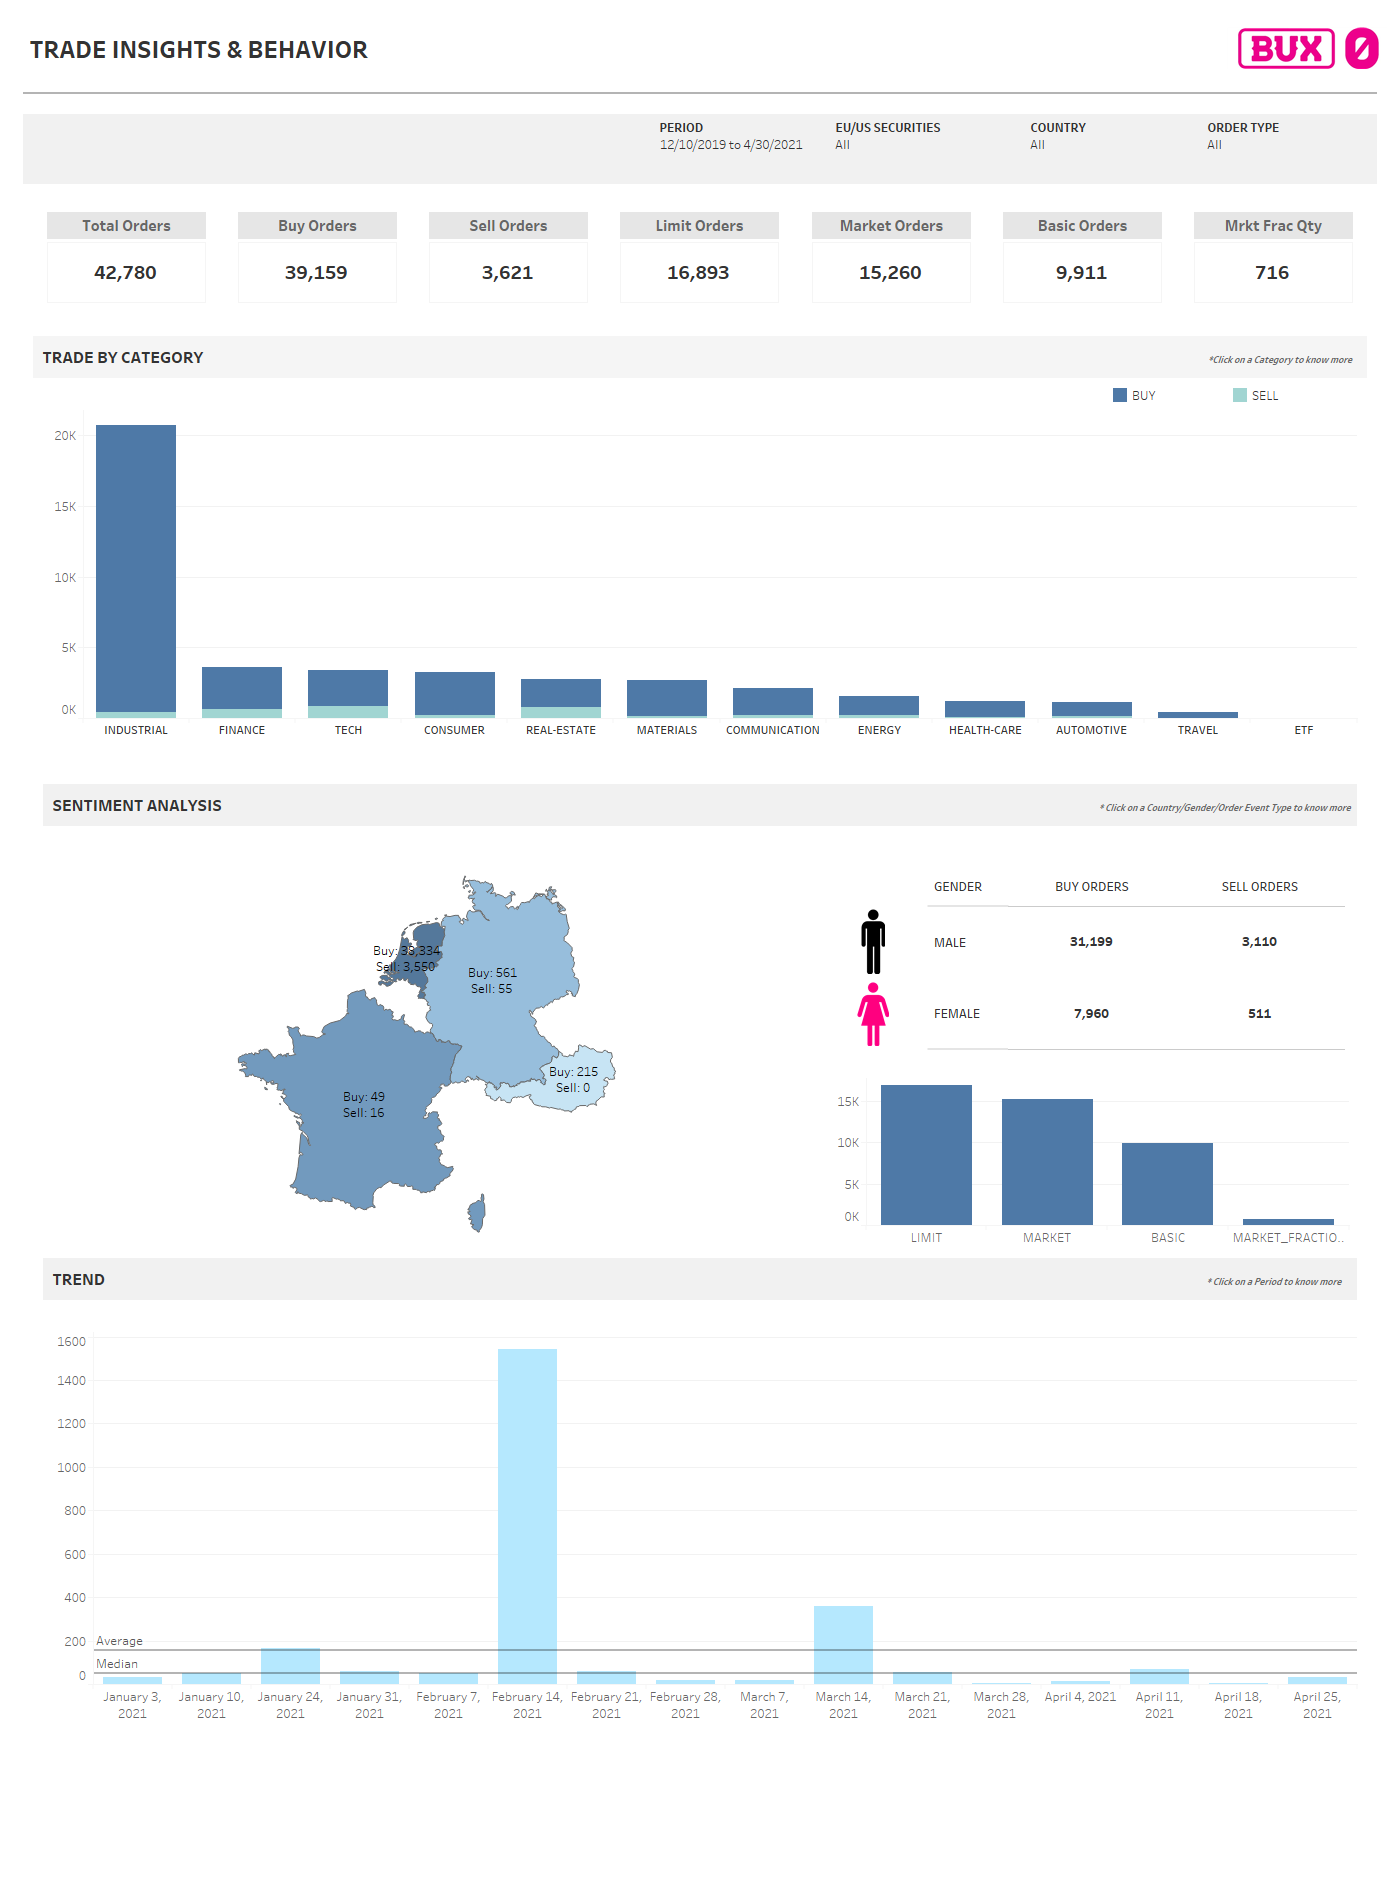 TRADE INSIGHTS & BEHAVIOR
BUX 0
PERIOD EU/US SECURITIES COUNTRY ORDER TYPE
12/10/2019 to 4/30/2021 All All All
Total Orders Buy Orders Sell Orders Limit Orders Market Orders Basic Orders Mrkt Frac Qty
42,780 39,159 3,621 16,893 15,260 9,911 716
TRADE BY CATEGORY *Click on a Category to know more
BUY SELL
20K
15K
10K
5K
0K
INDUSTRIAL FINANCE TECH CONSUMER REAL-ESTATE MATERIALS COMMUNICATION ENERGY HEALTH-CARE AUTOMOTIVE TRAVEL ETF
SENTIMENT ANALYSIS * Click on a Country/Gender/Order Event Type to know more
Buy: 38,334
Sell: 3,550
Buy: 561
Sell: 55
Buy: 215
Sell: 0
Buy: 49
Sell: 16
GENDER BUY ORDERS SELL ORDERS
MALE 31,199 3,110
FEMALE 7,960 511
15K
10K
5K
0K
LIMIT MARKET BASIC MARKET_FRACTIO..
TREND * Click on a Period to know more
1600
1400
1200
1000
800
600
400
200 Average
Median
0
January 3, January 10, January 24, January 31, February 7, February 14, February 21, February 28, March 7, March 14, March 21, March 28, April 4, 2021 April 11, April 18, April 25,
2021 2021 2021 2021 2021 2021 2021 2021 2021 2021 2021 2021 2021 2021 2021